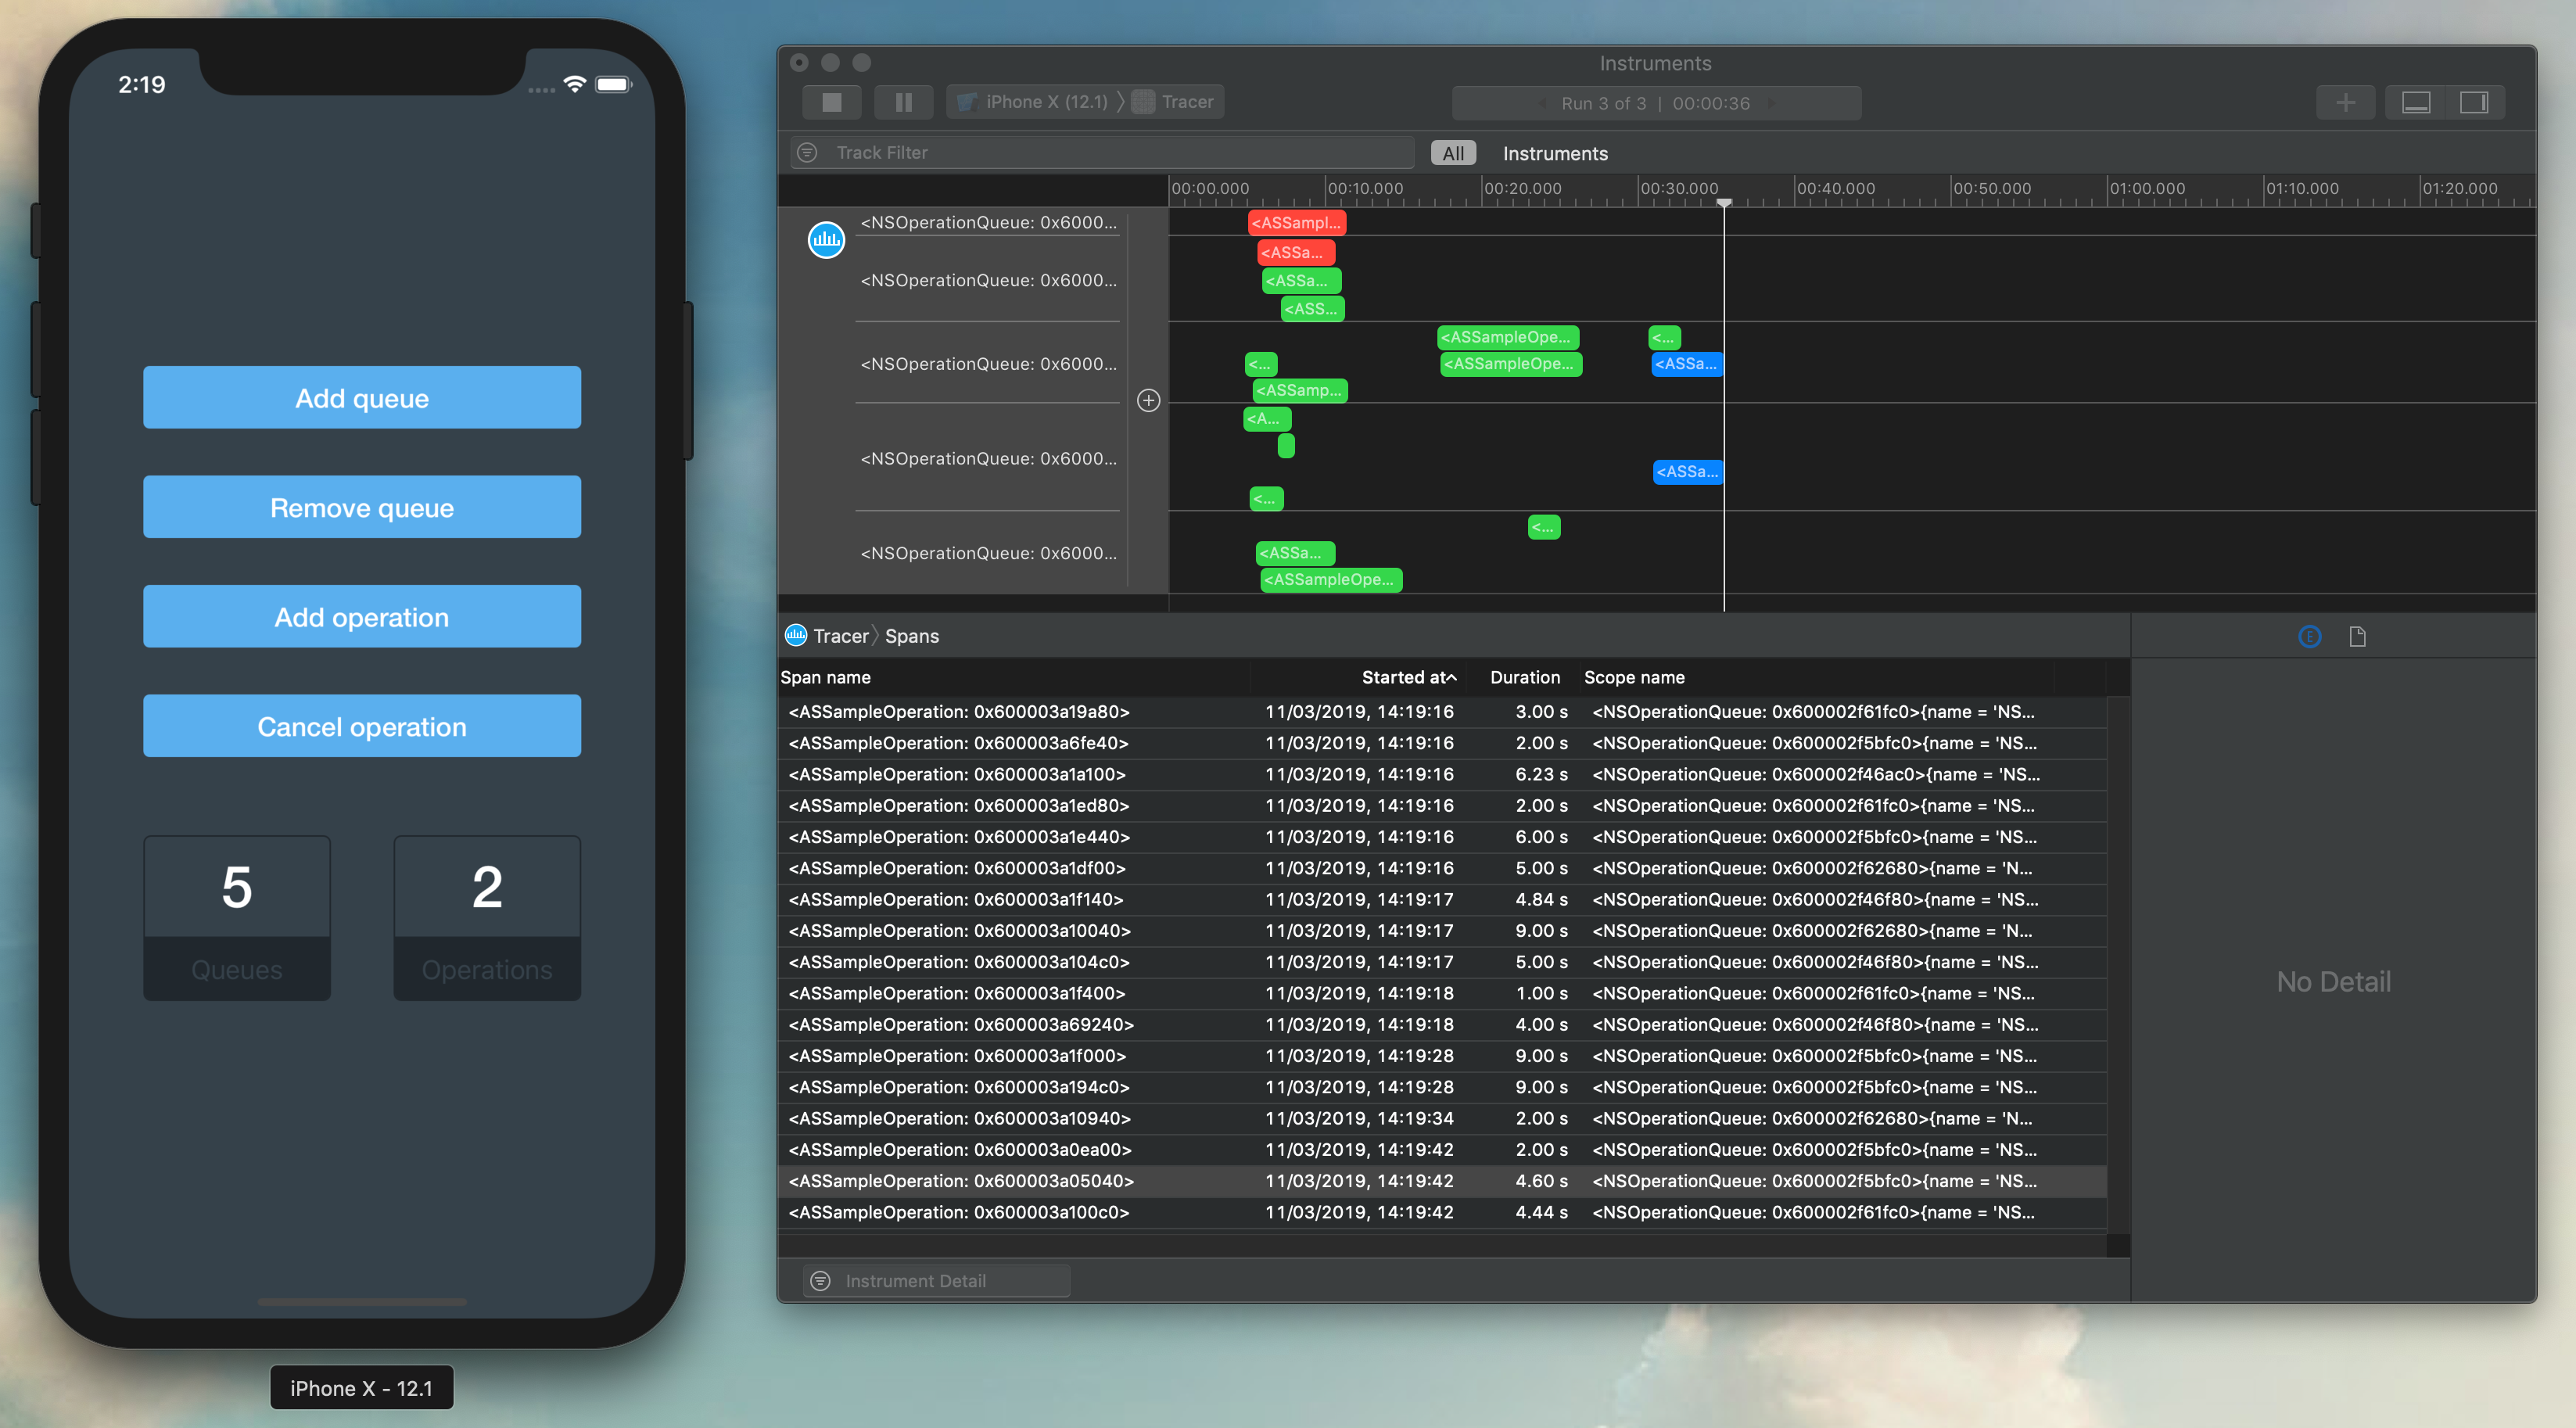 2:19
Add queue
Remove queue
Add operation
Cancel operation
5
Queues
2
Operations
iPhone X - 12.1
Instruments
iPhone X (12.1) 〉 Tracer
Run 3 of 3 | 00:00:36
Track Filter
All
Instruments
00:00.000 00:10.000 00:20.000 00:30.000 00:40.000 00:50.000 01:00.000 01:10.000 01:20.000
<NSOperationQueue: 0x6000...
<ASSampl...
<ASSa...
<NSOperationQueue: 0x6000...
<ASSa...
<ASS...
<ASSampleOpe...
<...
<NSOperationQueue: 0x6000...
<...
<ASSampleOpe...
<ASSa...
<ASSamp...
<A...
<NSOperationQueue: 0x6000...
<ASSa...
<...
<...
<NSOperationQueue: 0x6000...
<ASSa...
<ASSampleOpe...
Tracer 〉 Spans
E
Span name Started at Duration Scope name
<ASSampleOperation: 0x600003a19a80> 11/03/2019, 14:19:16 3.00 s <NSOperationQueue: 0x600002f61fc0>{name = 'NS...
<ASSampleOperation: 0x600003a6fe40> 11/03/2019, 14:19:16 2.00 s <NSOperationQueue: 0x600002f5bfc0>{name = 'NS...
<ASSampleOperation: 0x600003a1a100> 11/03/2019, 14:19:16 6.23 s <NSOperationQueue: 0x600002f46ac0>{name = 'NS...
<ASSampleOperation: 0x600003a1ed80> 11/03/2019, 14:19:16 2.00 s <NSOperationQueue: 0x600002f61fc0>{name = 'NS...
<ASSampleOperation: 0x600003a1e440> 11/03/2019, 14:19:16 6.00 s <NSOperationQueue: 0x600002f5bfc0>{name = 'NS...
<ASSampleOperation: 0x600003a1df00> 11/03/2019, 14:19:16 5.00 s <NSOperationQueue: 0x600002f62680>{name = 'N...
<ASSampleOperation: 0x600003a1f140> 11/03/2019, 14:19:17 4.84 s <NSOperationQueue: 0x600002f46f80>{name = 'NS...
<ASSampleOperation: 0x600003a10040> 11/03/2019, 14:19:17 9.00 s <NSOperationQueue: 0x600002f62680>{name = 'N...
<ASSampleOperation: 0x600003a104c0> 11/03/2019, 14:19:17 5.00 s <NSOperationQueue: 0x600002f46f80>{name = 'NS...
<ASSampleOperation: 0x600003a1f400> 11/03/2019, 14:19:18 1.00 s <NSOperationQueue: 0x600002f61fc0>{name = 'NS...
<ASSampleOperation: 0x600003a69240> 11/03/2019, 14:19:18 4.00 s <NSOperationQueue: 0x600002f46f80>{name = 'NS...
<ASSampleOperation: 0x600003a1f000> 11/03/2019, 14:19:28 9.00 s <NSOperationQueue: 0x600002f5bfc0>{name = 'NS...
<ASSampleOperation: 0x600003a194c0> 11/03/2019, 14:19:28 9.00 s <NSOperationQueue: 0x600002f5bfc0>{name = 'NS...
<ASSampleOperation: 0x600003a10940> 11/03/2019, 14:19:34 2.00 s <NSOperationQueue: 0x600002f62680>{name = 'N...
<ASSampleOperation: 0x600003a0ea00> 11/03/2019, 14:19:42 2.00 s <NSOperationQueue: 0x600002f5bfc0>{name = 'NS...
<ASSampleOperation: 0x600003a05040> 11/03/2019, 14:19:42 4.60 s <NSOperationQueue: 0x600002f5bfc0>{name = 'NS...
<ASSampleOperation: 0x600003a100c0> 11/03/2019, 14:19:42 4.44 s <NSOperationQueue: 0x600002f61fc0>{name = 'NS...
No Detail
Instrument Detail